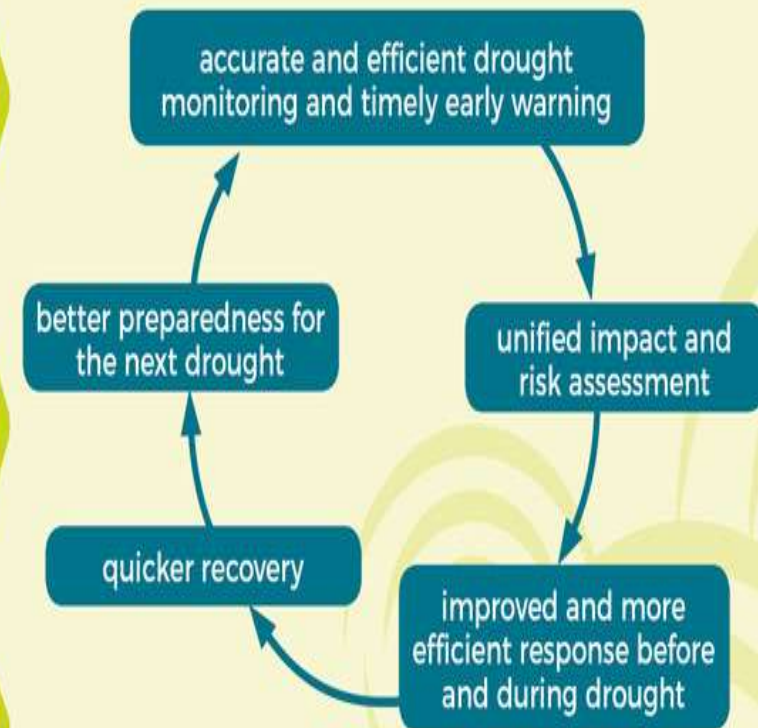 accurate and efficient drought
monitoring and timely early warning
unified impact and
risk assessment
improved and more
efficient response before
and during drought
quicker recovery
better preparedness for
the next drought